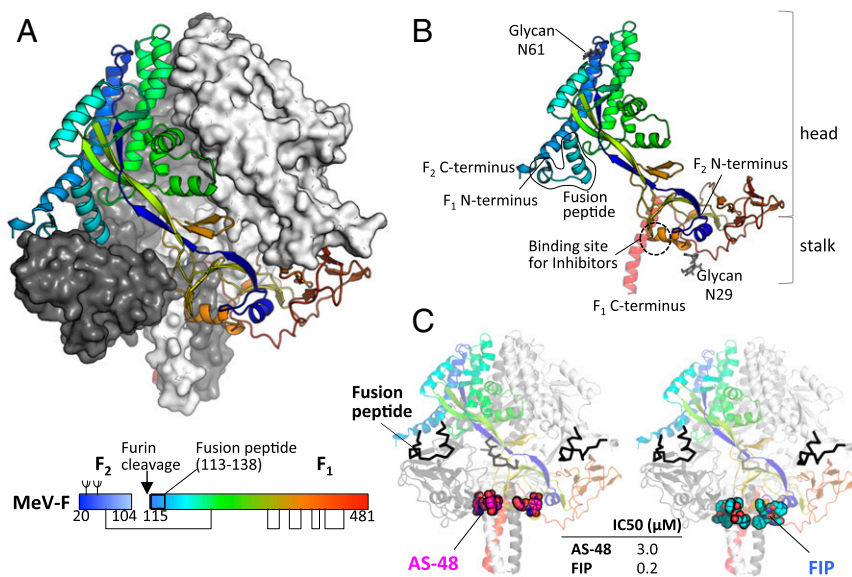 A
Furin
cleavage
Fusion peptide
(113-138)
F2
F1
MeV-F
20
104
115
481
B
Glycan
N61
head
F2 C-terminus
F2 N-terminus
F1 N-terminus
Fusion
peptide
Binding site
for Inhibitors
stalk
Glycan
N29
F1 C-terminus
C
Fusion
peptide
IC50 (μM)
AS-48 3.0
FIP 0.2
AS-48
FIP